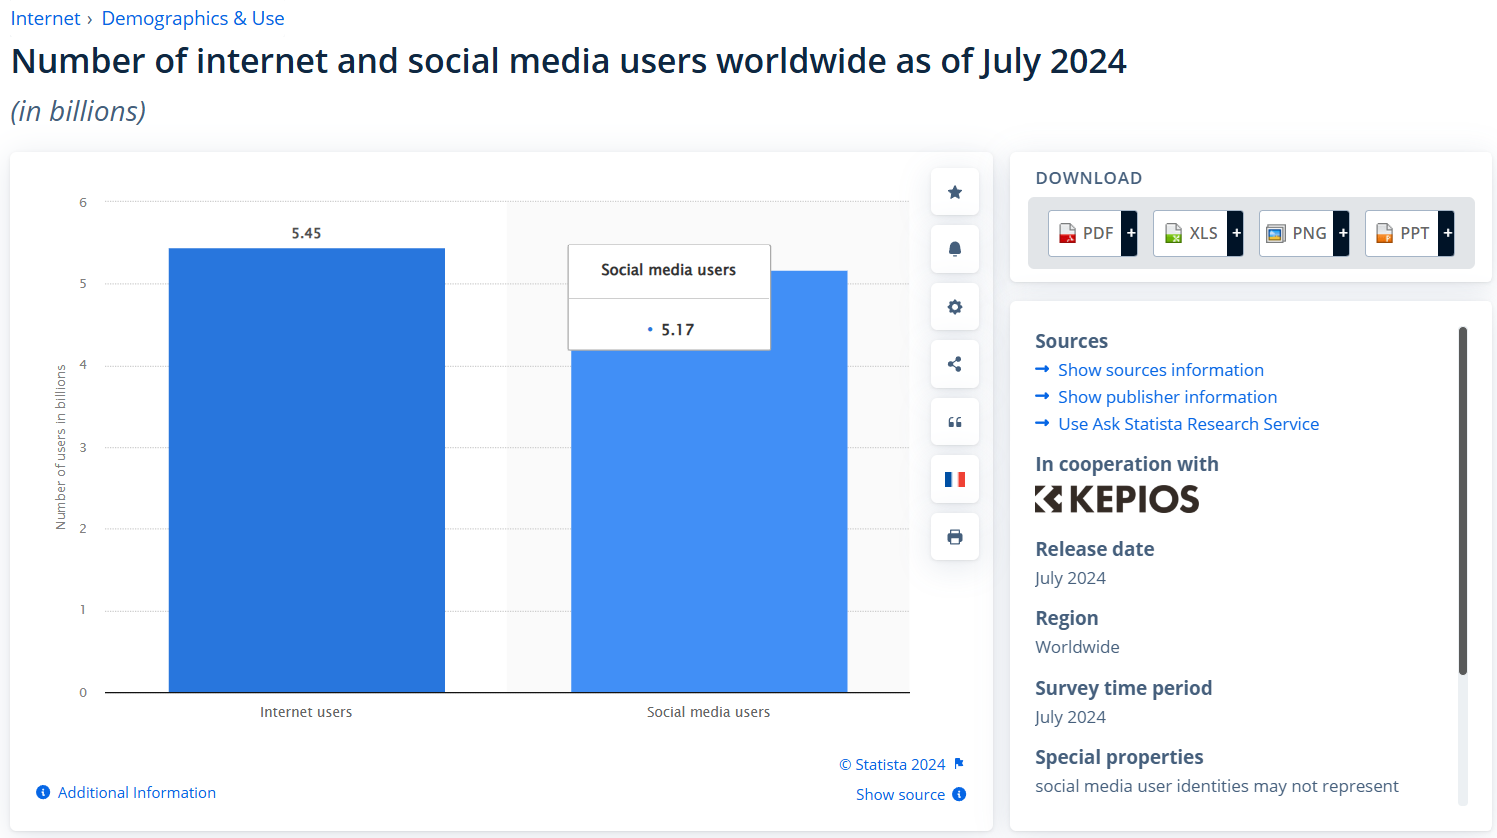 Internet › Demographics & Use
Number of internet and social media users worldwide as of July 2024
(in billions)
6
5
4
3
2
1
0
Number of users in billions
5.45
Social media users
• 5.17
Internet users
Social media users
© Statista 2024
Additional Information
Show source
DOWNLOAD
PDF +
XLS +
PNG +
PPT +
Sources
→ Show sources information
→ Show publisher information
→ Use Ask Statista Research Service
In cooperation with
KEPIOS
Release date
July 2024
Region
Worldwide
Survey time period
July 2024
Special properties
social media user identities may not represent